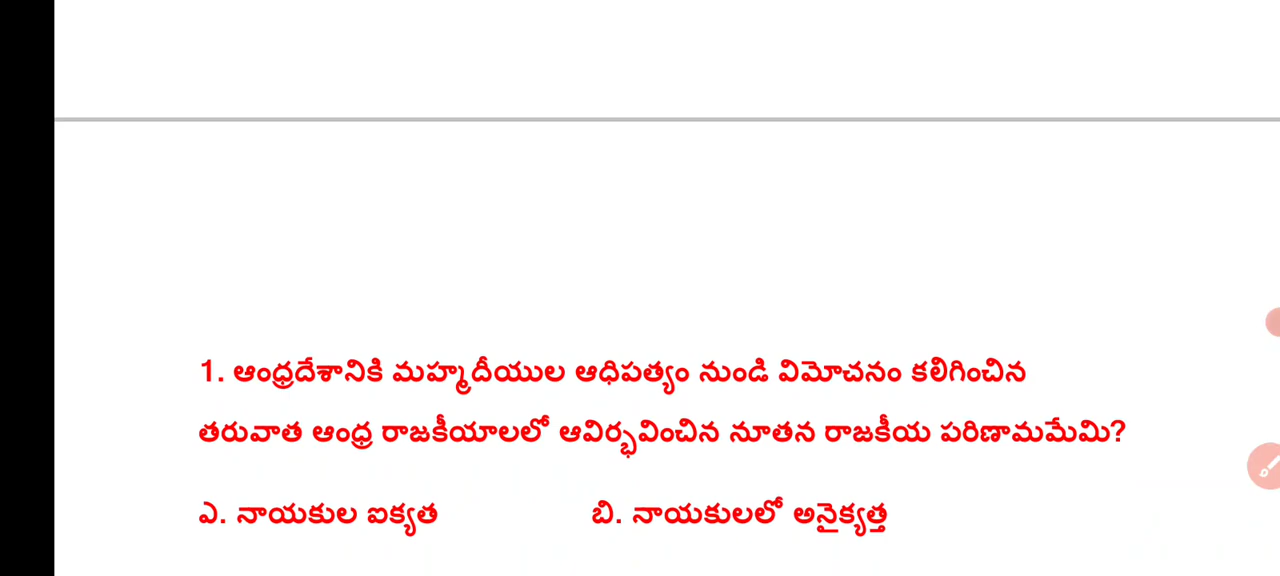 1. ఆంధ్రదేశానికి మహ్మదీయుల ఆధిపత్యం నుండి విమోచనం కలిగించిన
తరువాత ఆంధ్ర రాజకీయాలలో ఆవిర్భవించిన నూతన రాజకీయ పరిణామమేమి?
ఎ. నాయకుల ఐక్యత బి. నాయకులలో అనైక్యత్త